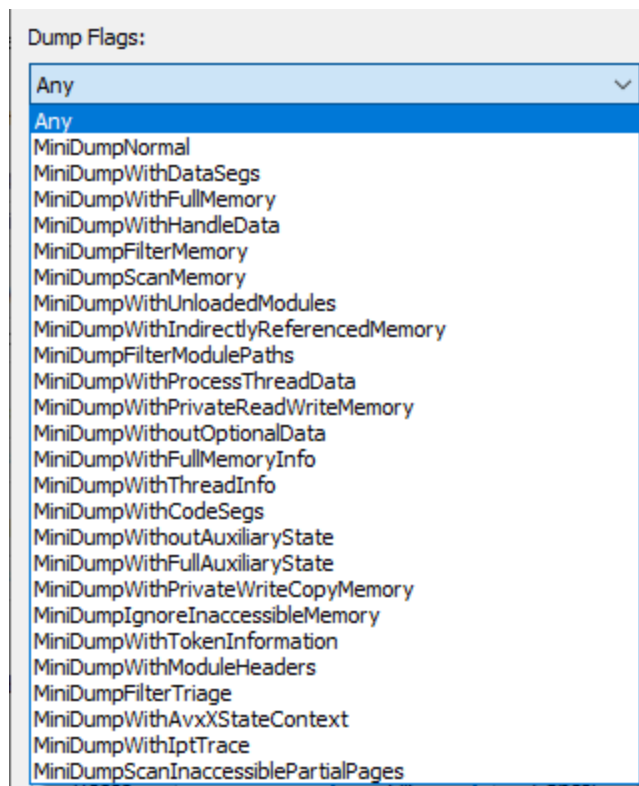 Dump Flags:
Any
Any
MiniDumpNormal
MiniDumpWithDataSegs
MiniDumpWithFullMemory
MiniDumpWithHandleData
MiniDumpFilterMemory
MiniDumpScanMemory
MiniDumpWithUnloadedModules
MiniDumpWithIndirectlyReferencedMemory
MiniDumpFilterModulePaths
MiniDumpWithProcessThreadData
MiniDumpWithPrivateReadWriteMemory
MiniDumpWithoutOptionalData
MiniDumpWithFullMemoryInfo
MiniDumpWithThreadInfo
MiniDumpWithCodeSegs
MiniDumpWithoutAuxiliaryState
MiniDumpWithFullAuxiliaryState
MiniDumpWithPrivateWriteCopyMemory
MiniDumpIgnoreInaccessibleMemory
MiniDumpWithTokenInformation
MiniDumpWithModuleHeaders
MiniDumpFilterTriage
MiniDumpWithAvxXStateContext
MiniDumpWithIptTrace
MiniDumpScanInaccessiblePartialPages